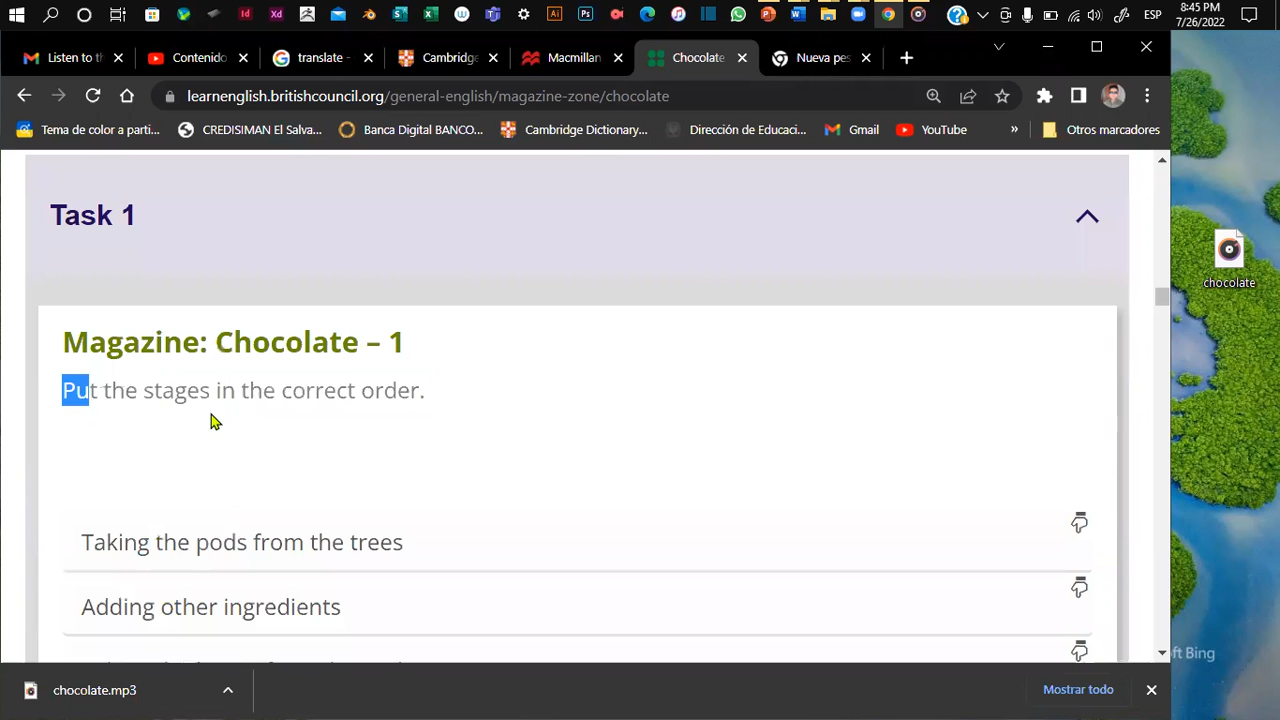 8:45 PM
ESP
7/26/2022
Listen to th
Contenido
translate -
Cambridge
Macmillan
Chocolate
Nueva pes
learnenglish.britishcouncil.org/general-english/magazine-zone/chocolate
Tema de color a parti...
CREDISIMAN El Salva...
Banca Digital BANCO...
Cambridge Dictionary...
Dirección de Educaci...
Gmail
YouTube
»
Otros marcadores
Task 1
Magazine: Chocolate – 1
Put the stages in the correct order.
Taking the pods from the trees
Adding other ingredients
chocolate
oft Bing
chocolate.mp3
Mostrar todo